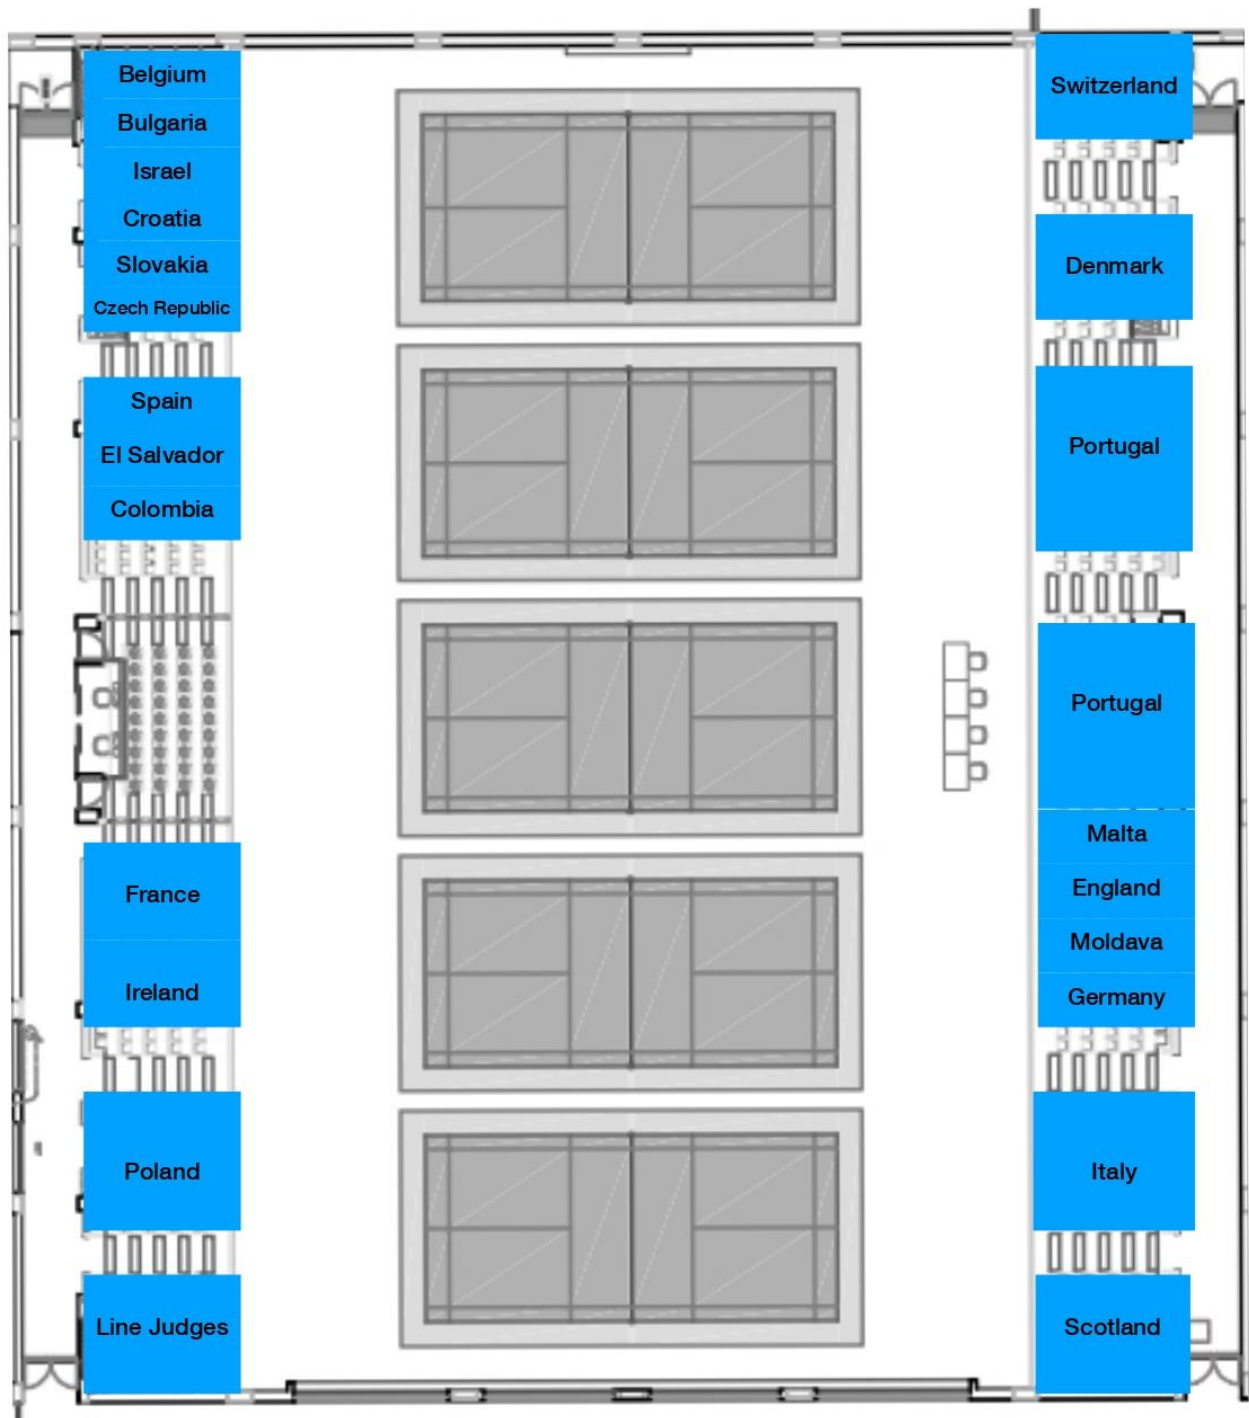 Belgium
Bulgaria
Israel
Croatia
Slovakia
Czech Republic
Spain
El Salvador
Colombia
France
Ireland
Poland
Line Judges
Switzerland
Denmark
Portugal
Portugal
Malta
England
Moldava
Germany
Italy
Scotland